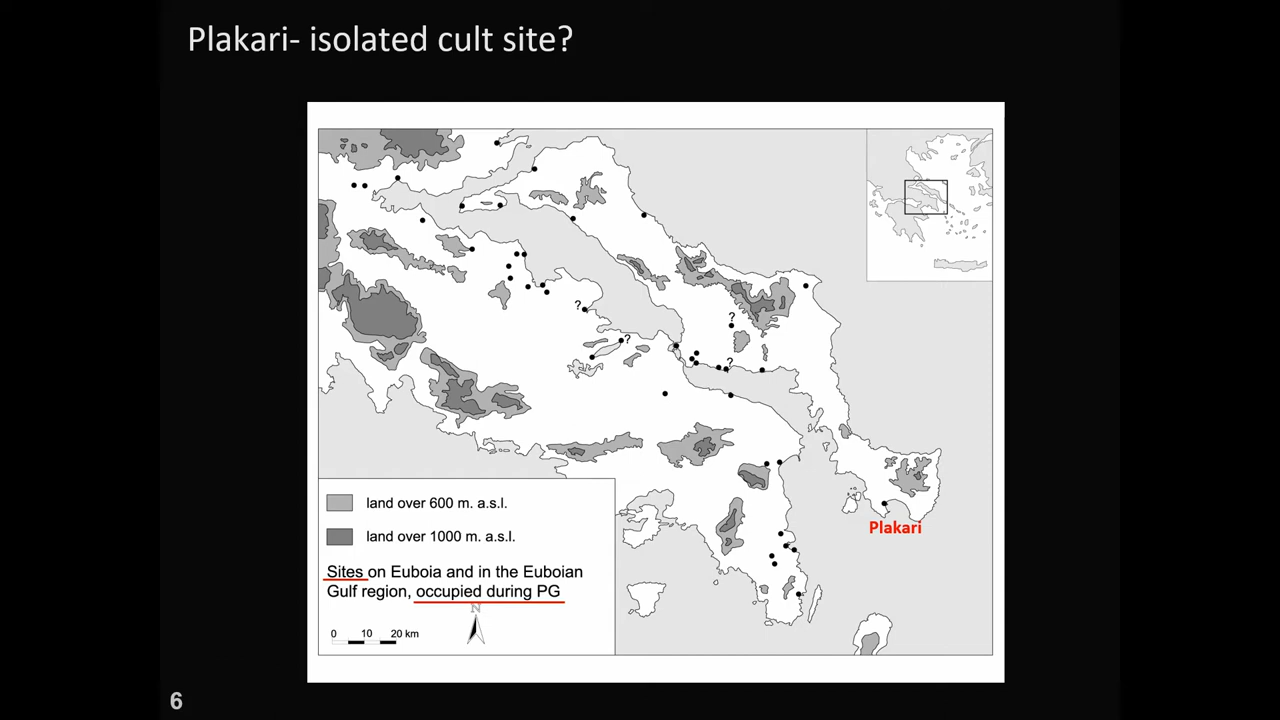 Plakari- isolated cult site?
?
?
?
?
Plakari
land over 600 m. a.s.l.
land over 1000 m. a.s.l.
Sites on Euboia and in the Euboian
Gulf region, occupied during PG
N
0 10 20 km
6